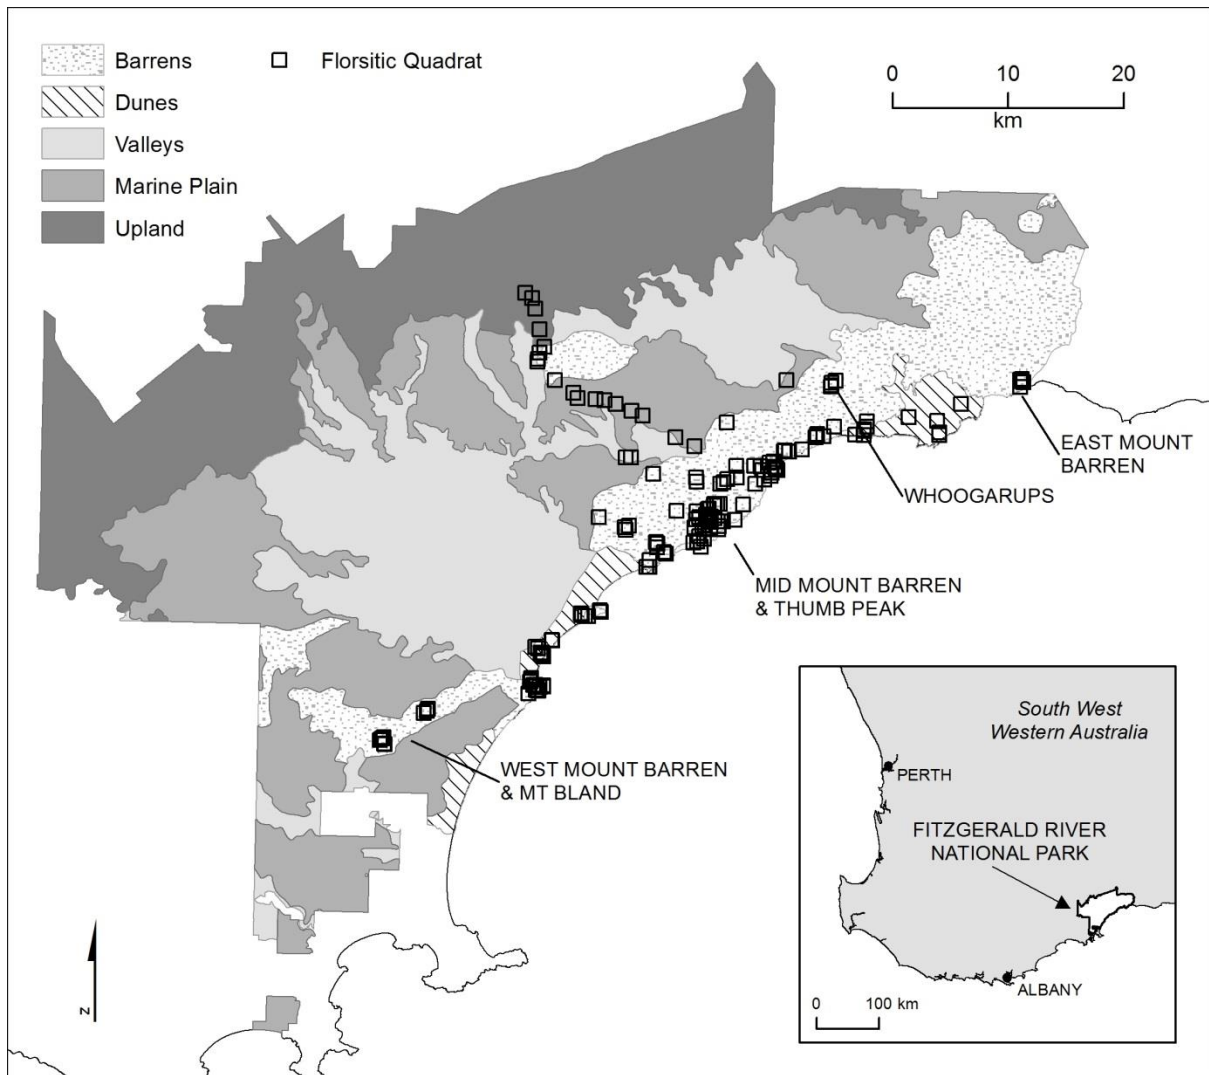 Barrens
Florsitic Quadrat
Dunes
Valleys
Marine Plain
Upland
0 10 20
km
EAST MOUNT
BARREN
WHOOGARUPS
MID MOUNT BARREN
& THUMB PEAK
WEST MOUNT BARREN
& MT BLAND
South West
Western Australia
PERTH
FITZGERALD RIVER
NATIONAL PARK
ALBANY
0 100 km
N